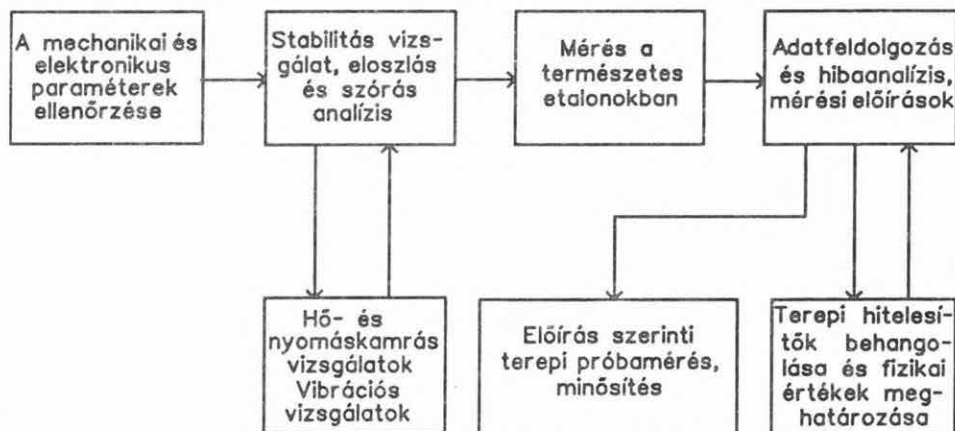 A mechanikai és
elektronikus
paraméterek
ellenőrzése
Stabilitás vizs-
gálat, eloszlás
és szórás
analízis
Mérés a
természetes
etalonokban
Adatfeldolgozás
és hibaanalízis,
mérési előírások
Hő- és
nyomáskamrás
vizsgálatok
Vibrációs
vizsgálatok
Előírás szerinti
terepi próbamérés,
minősítés
Terepi hitelesí-
tők behango-
lása és fizikai
értékek meg-
határozása